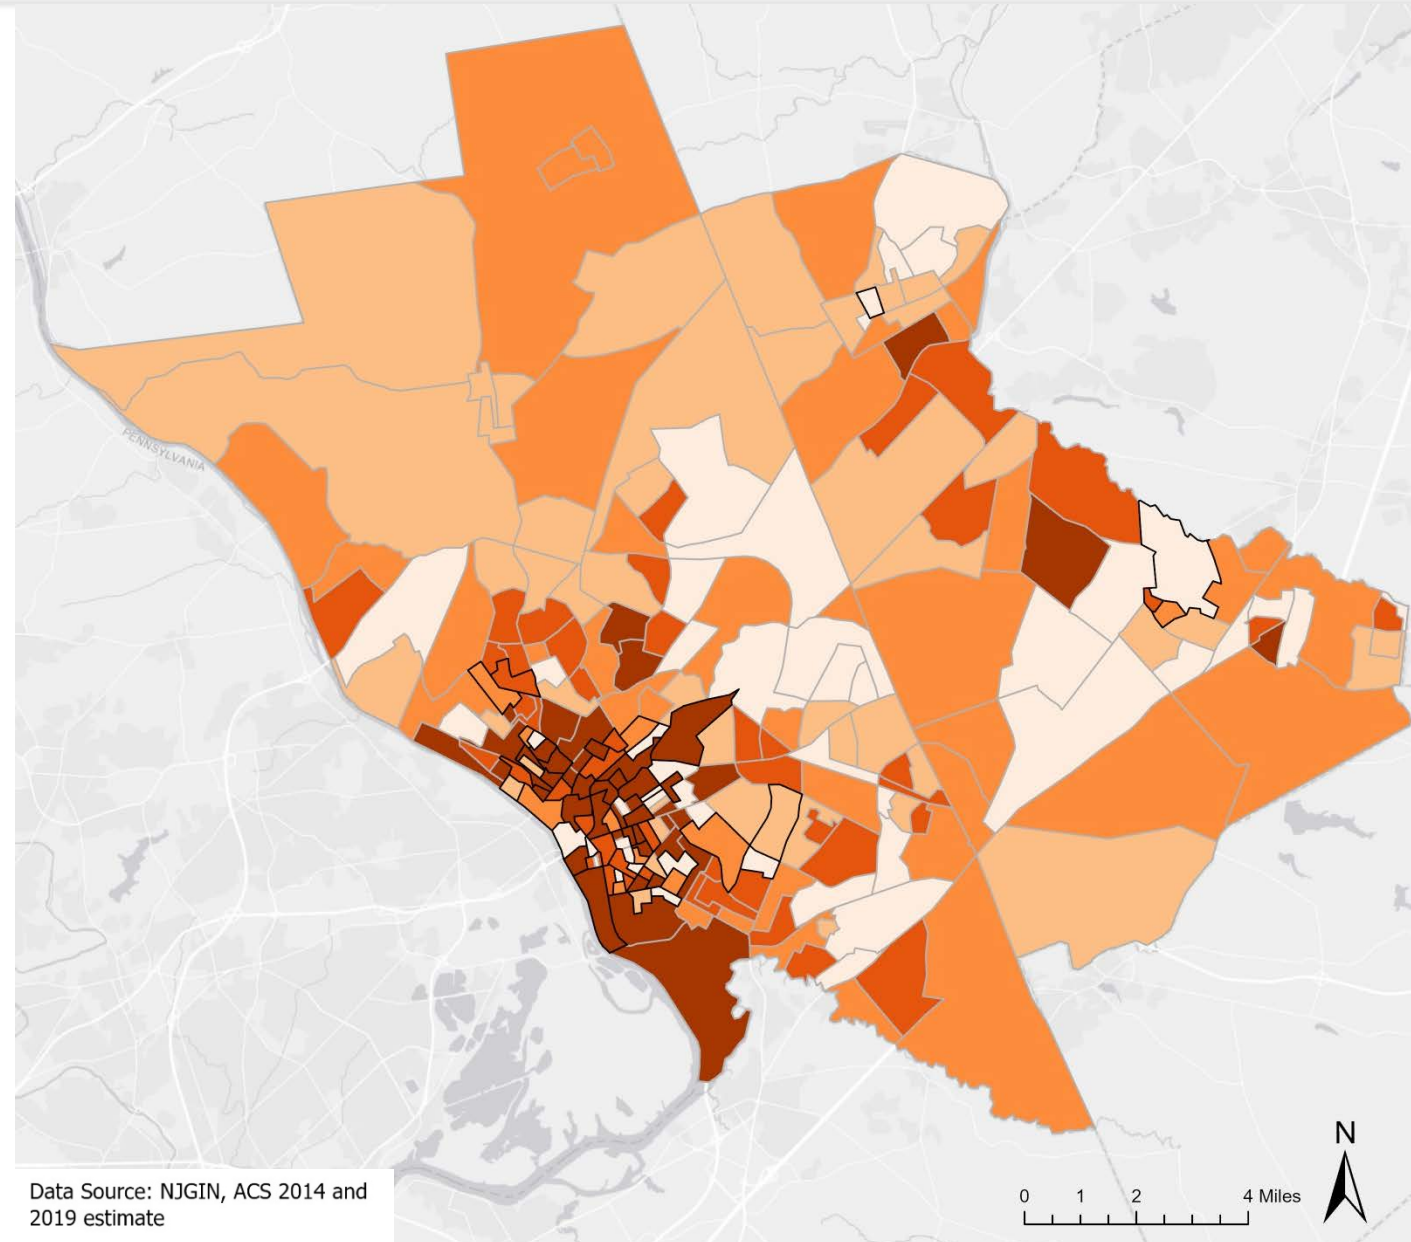 PENNSYLVANIA
N
0 1 2 4 Miles
Data Source: NJGIN, ACS 2014 and
2019 estimate